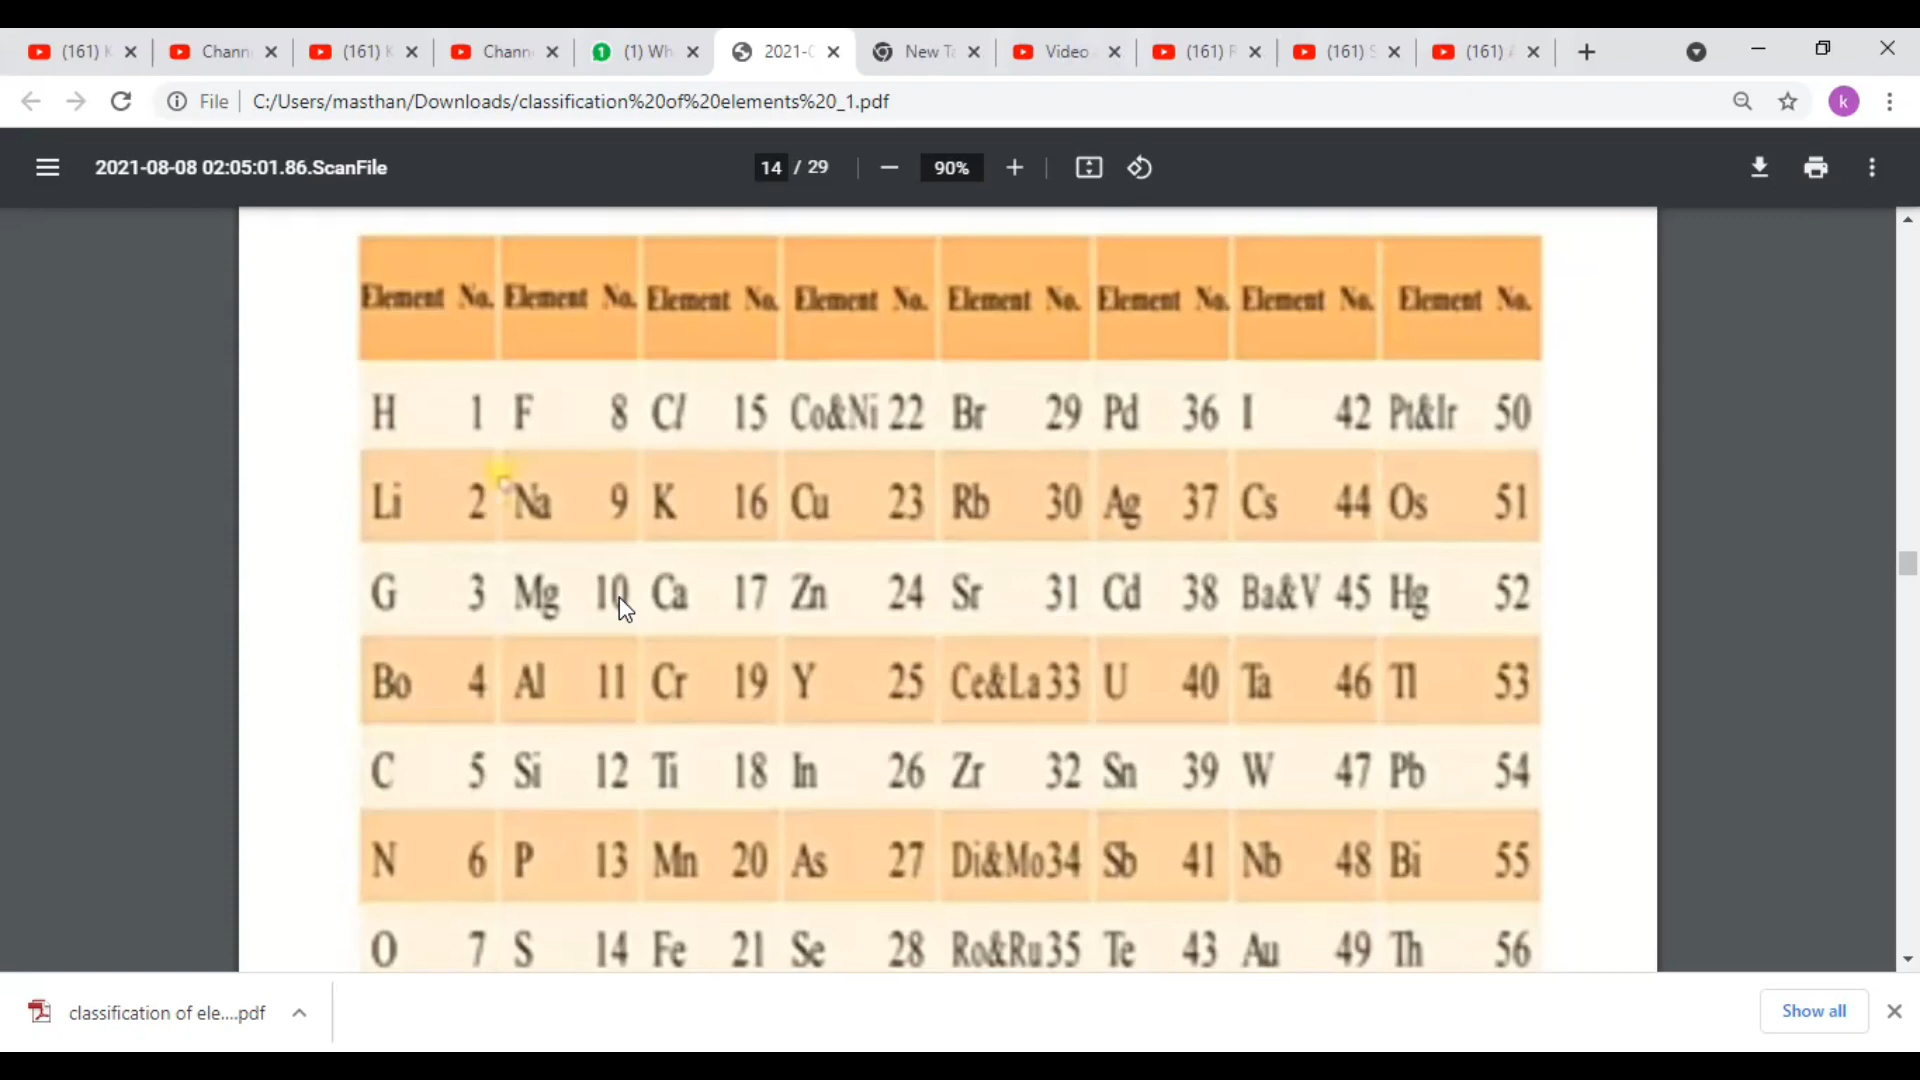 (161) K
Chann
(161) K
Chann
(1) Wh
2021-0
New Ta
Video
(161) F
(161) S
(161)
File C:/Users/masthan/Downloads/classification%20of%20elements%20_1.pdf
k
2021-08-08 02:05:01.86.ScanFile
14 / 29
90%
Element No. Element No. Element No. Element No. Element No. Element No. Element No. Element No.
H 1 F 8 Cl 15 Co&Ni 22 Br 29 Pd 36 I 42 Pt&Ir 50
Li 2 Na 9 K 16 Cu 23 Rb 30 Ag 37 Cs 44 Os 51
G 3 Mg 10 Ca 17 Zn 24 Sr 31 Cd 38 Ba&V 45 Hg 52
Bo 4 Al 11 Cr 19 Y 25 Ce&La 33 U 40 Ta 46 Tl 53
C 5 Si 12 Ti 18 In 26 Zr 32 Sn 39 W 47 Pb 54
N 6 P 13 Mn 20 As 27 Di&Mo 34 Sb 41 Nb 48 Bi 55
O 7 S 14 Fe 21 Se 28 Ro&Ru 35 Te 43 Au 49 Th 56
classification of ele....pdf
Show all